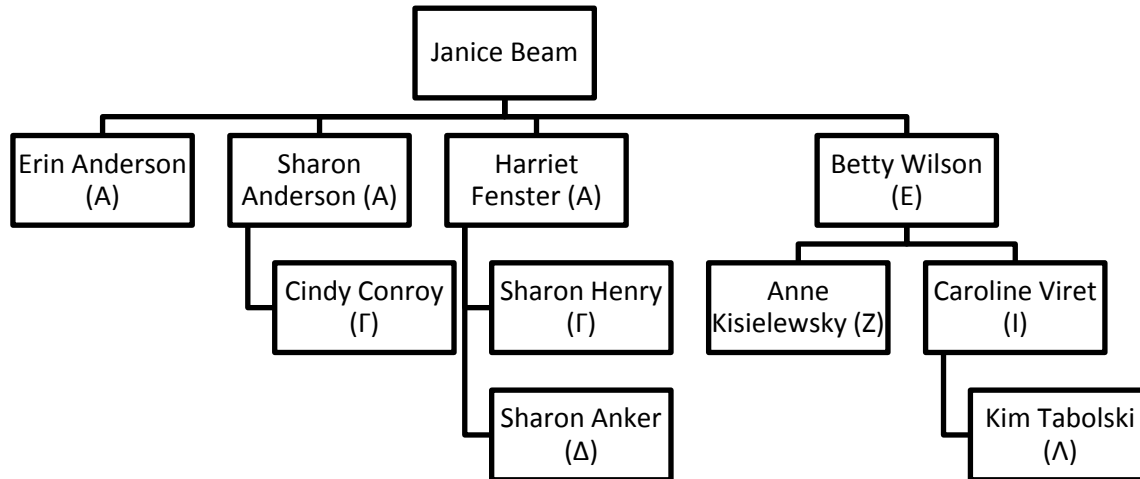 Janice Beam
Erin Anderson
(Α)
Sharon
Anderson (Α)
Harriet
Fenster (Α)
Betty Wilson
(Ε)
Cindy Conroy
(Γ)
Sharon Henry
(Γ)
Anne
Kisielewsky (Ζ)
Caroline Viret
(Ι)
Sharon Anker
(Δ)
Kim Tabolski
(Λ)